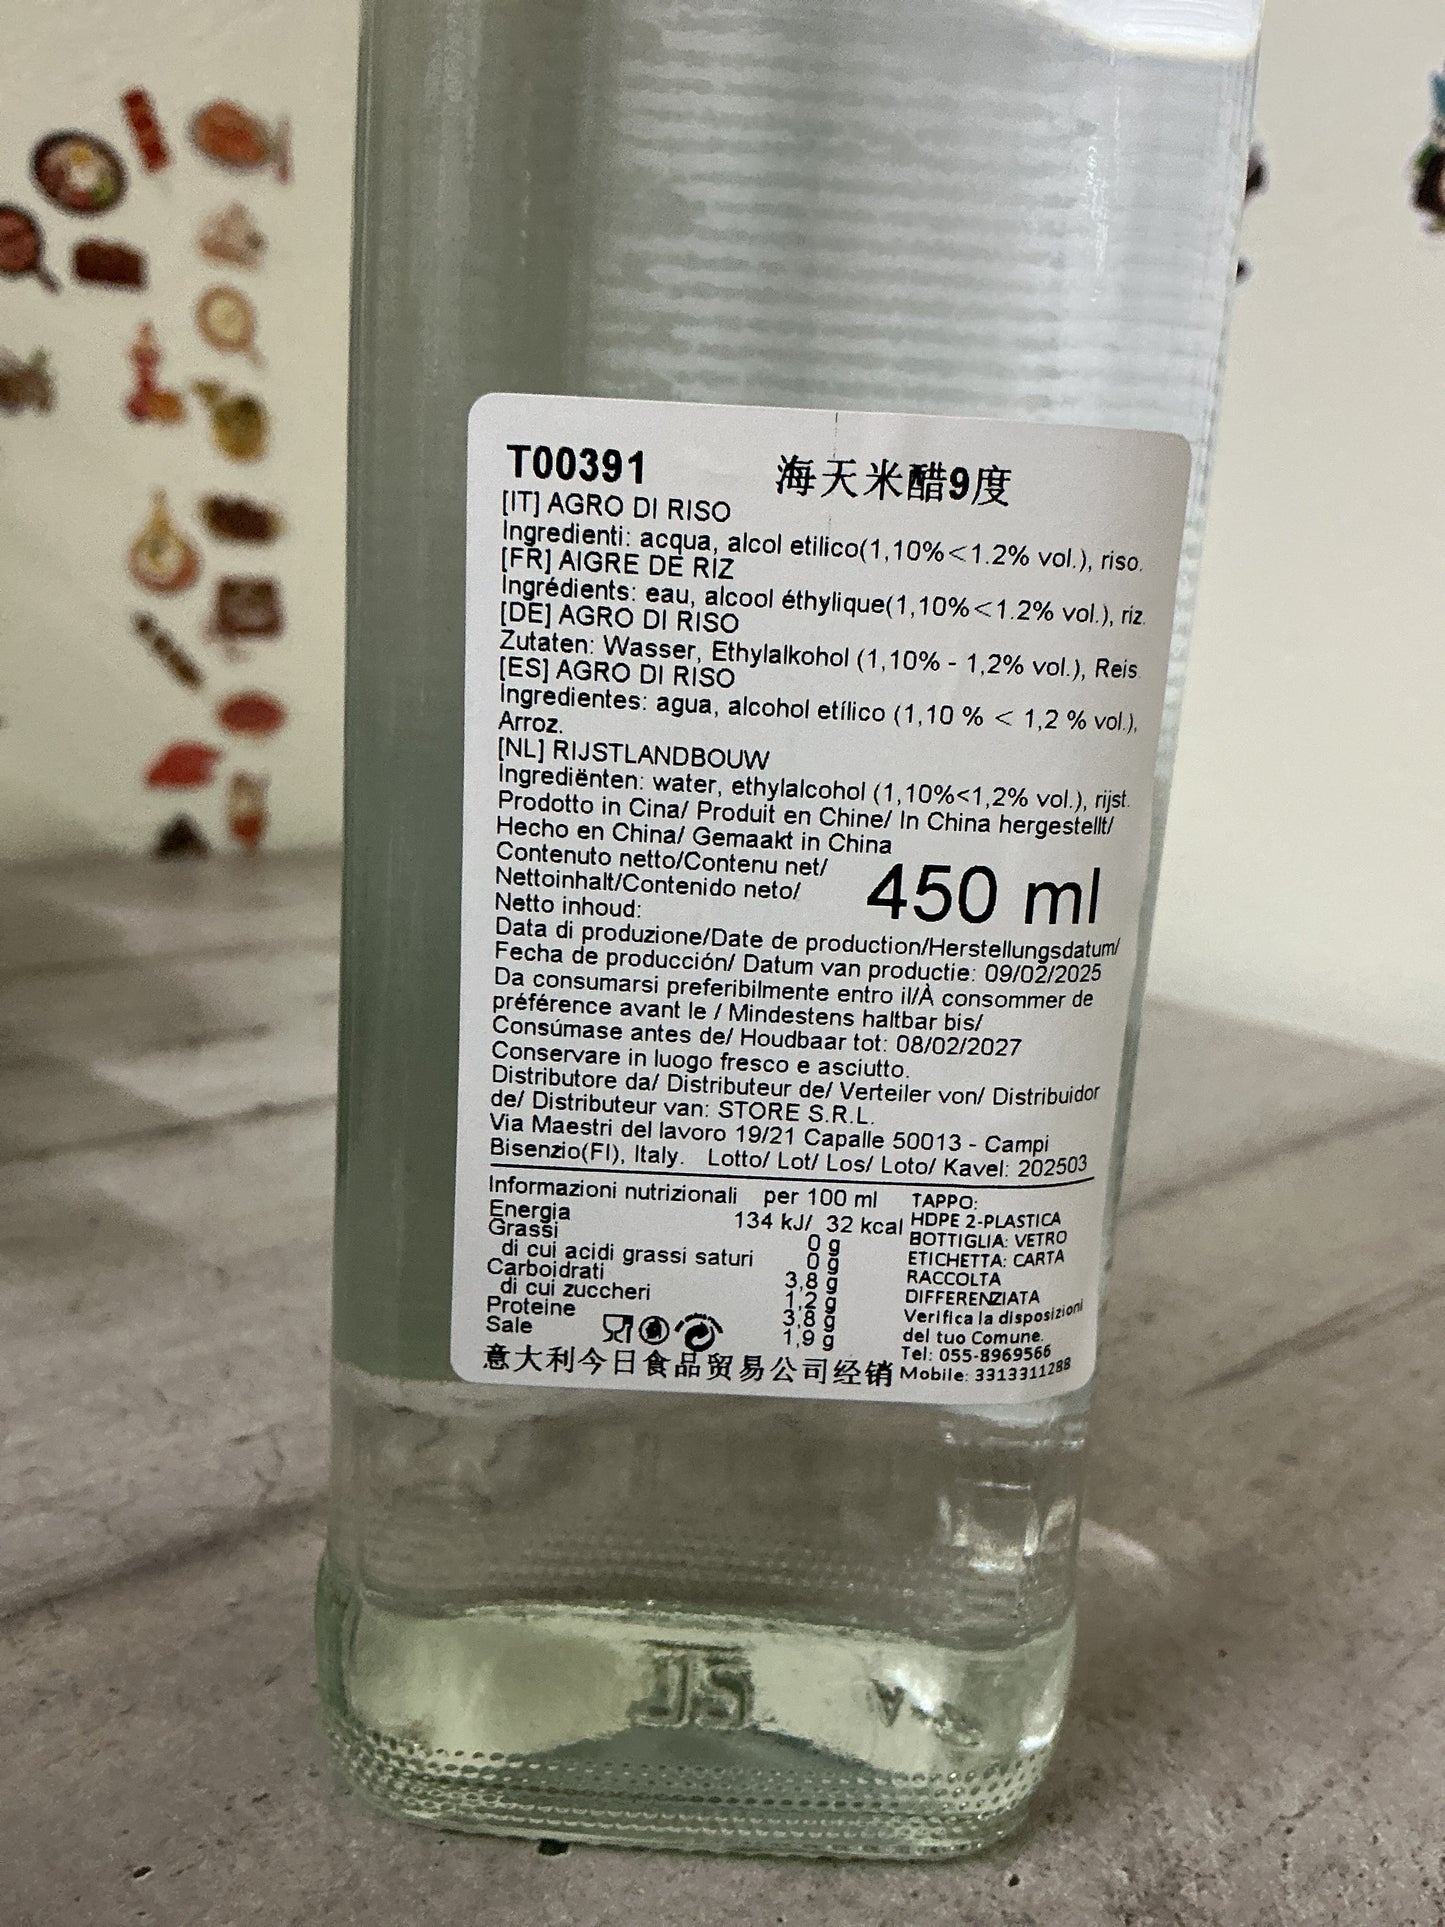 T00391 海天米醋9度
[IT] AGRO DI RISO
Ingredienti: acqua, alcol etilico(1,10%<1.2% vol.), riso.
[FR] AIGRE DE RIZ
Ingrédients: eau, alcool éthylique(1,10%<1.2% vol.), riz.
[DE] AGRO DI RISO
Zutaten: Wasser, Ethylalkohol (1,10% - 1,2% vol.), Reis.
[ES] AGRO DI RISO
Ingredientes: agua, alcohol etílico (1,10 % < 1,2 % vol.),
Arroz.
[NL] RIJSTLANDBOUW
Ingrediënten: water, ethylalcohol (1,10%<1,2% vol.), rijst.
Prodotto in Cina/ Produit en Chine/ In China hergestellt/
Hecho en China/ Gemaakt in China
Contenuto netto/Contenu net/
Nettoinhalt/Contenido neto/
Netto inhoud:
450 ml
Data di produzione/Date de production/Herstellungsdatum/
Fecha de producción/ Datum van productie: 09/02/2025
Da consumarsi preferibilmente entro il/À consommer de
préférence avant le / Mindestens haltbar bis/
Consúmase antes de/ Houdbaar tot: 08/02/2027
Conservare in luogo fresco e asciutto.
Distributore da/ Distributeur de/ Verteiler von/ Distribuidor
de/ Distributeur van: STORE S.R.L.
Via Maestri del lavoro 19/21 Capalle 50013 - Campi
Bisenzio(FI), Italy. Lotto/ Lot/ Los/ Loto/ Kavel: 202503
Informazioni nutrizionali per 100 ml
Energia 134 kJ/ 32 kcal
Grassi 0 g
di cui acidi grassi saturi 0 g
Carboidrati 3,8 g
di cui zuccheri 1,2 g
Proteine 3,8 g
Sale 1,9 g
意大利今日食品贸易公司经销
TAPPO:
HDPE 2-PLASTICA
BOTTIGLIA: VETRO
ETICHETTA: CARTA
RACCOLTA
DIFFERENZIATA
Verifica la disposizioni
del tuo Comune.
Tel: 055-8969566
Mobile: 3313311288